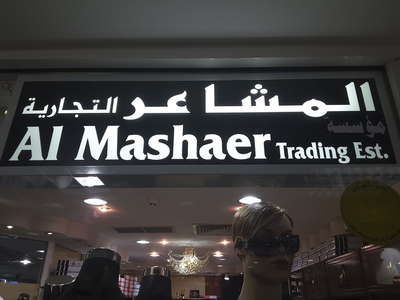 المشاعر التجارية
مؤسسة
Al Mashaer Trading Est.